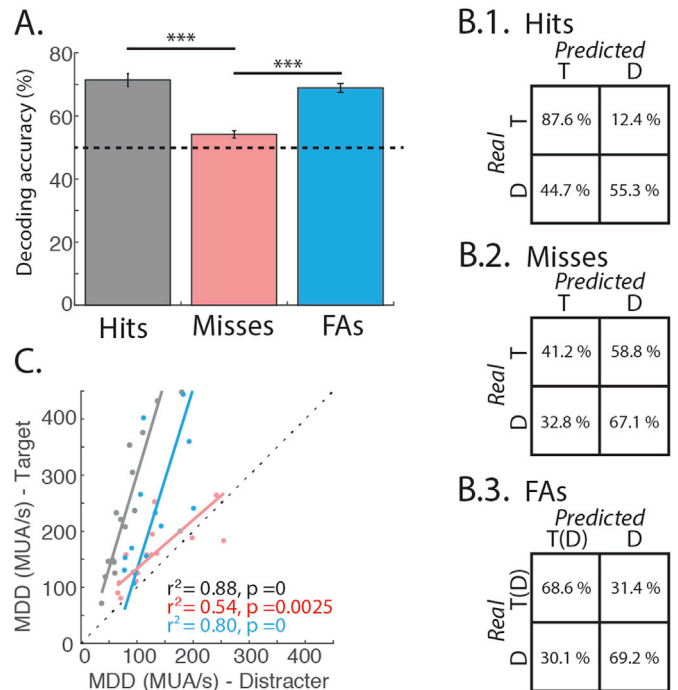 A.
***
***
80
60
40
20
0
Decoding accuracy (%)
Hits Misses FAs
B.1. Hits
Predicted
T D
Real
T
87.6 % 12.4 %
D
44.7 % 55.3 %
B.2. Misses
Predicted
T D
Real
T
41.2 % 58.8 %
D
32.8 % 67.1 %
B.3. FAs
Predicted
T(D) D
Real
T(D)
68.6 % 31.4 %
D
30.1 % 69.2 %
C.
400
300
200
100
0
MDD (MUA/s) - Target
r² = 0.88, p=0
r² = 0.54, p=0.0025
r² = 0.80, p =0
0 100 200 300 400
MDD (MUA/s) - Distracter